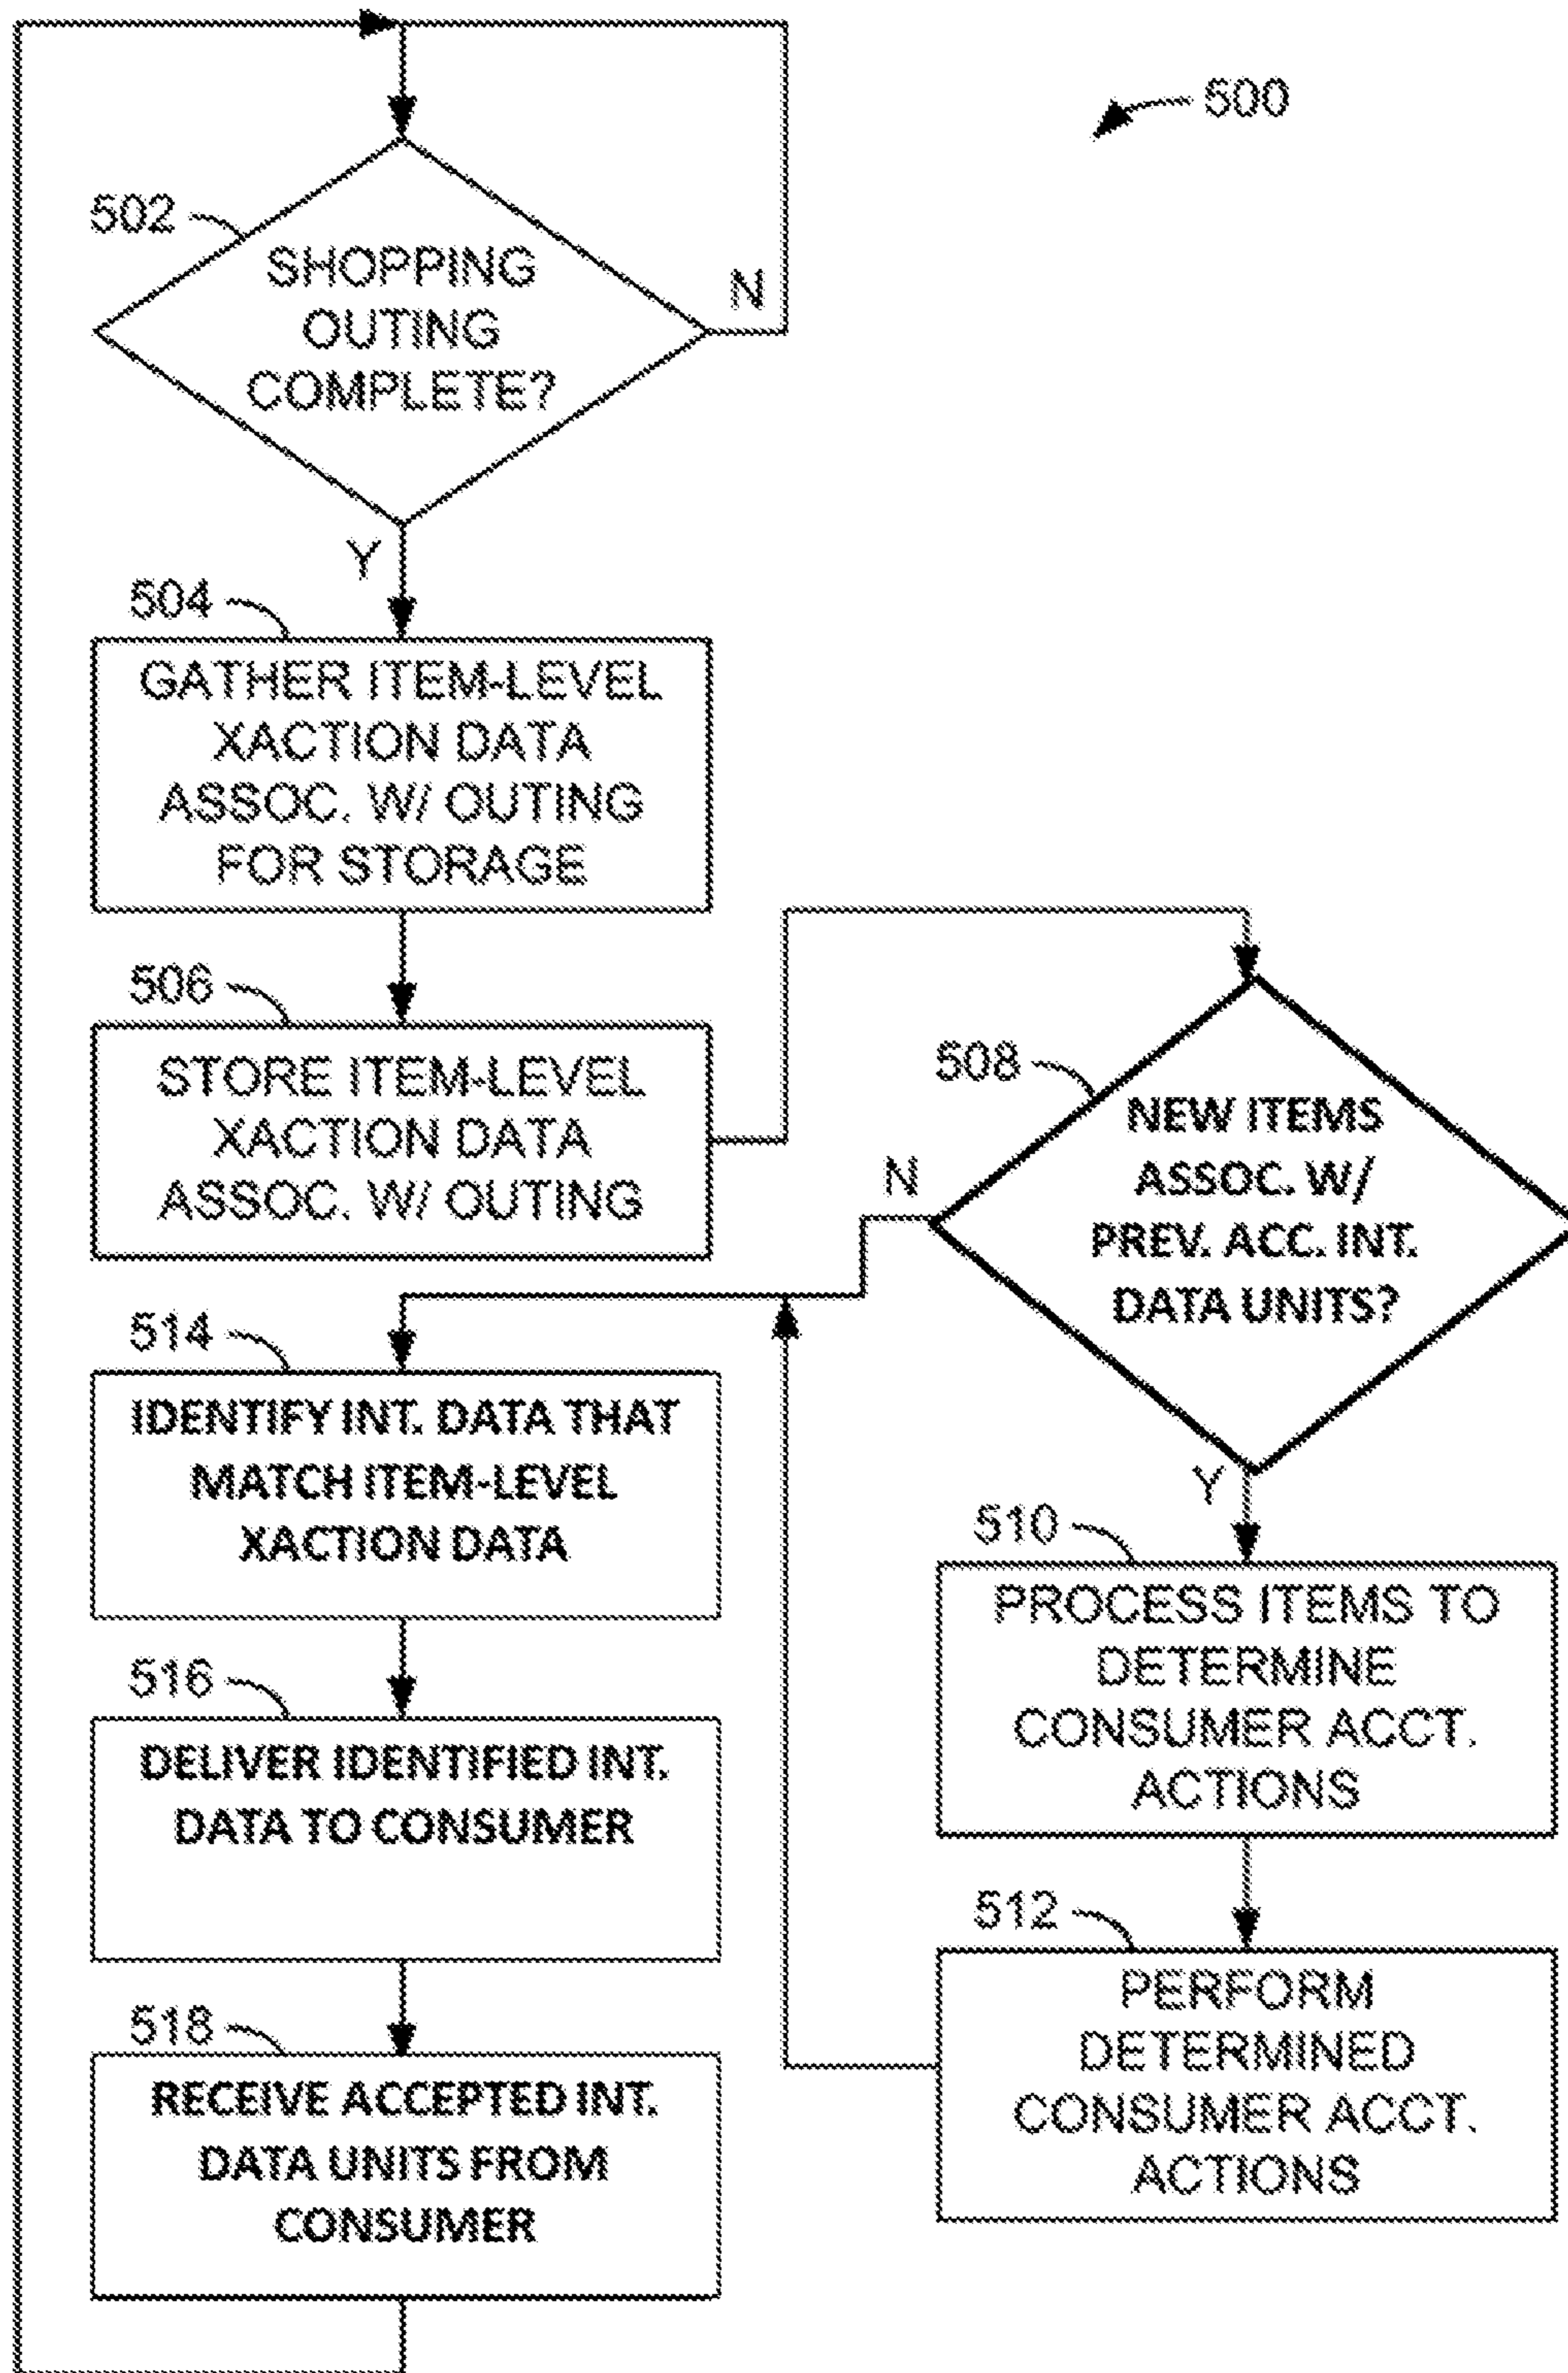 500
502
SHOPPING
OUTING
COMPLETE?
N
Y
504
GATHER ITEM-LEVEL
XACTION DATA
ASSOC. W/ OUTING
FOR STORAGE
506
STORE ITEM-LEVEL
XACTION DATA
ASSOC. W/ OUTING
508
NEW ITEMS
ASSOC. W/
PREV. ACC. INT.
DATA UNITS?
N
Y
510
PROCESS ITEMS TO
DETERMINE
CONSUMER ACCT.
ACTIONS
512
PERFORM
DETERMINED
CONSUMER ACCT.
ACTIONS
514
IDENTIFY INT. DATA THAT
MATCH ITEM-LEVEL
XACTION DATA
516
DELIVER IDENTIFIED INT.
DATA TO CONSUMER
518
RECEIVE ACCEPTED INT.
DATA UNITS FROM
CONSUMER